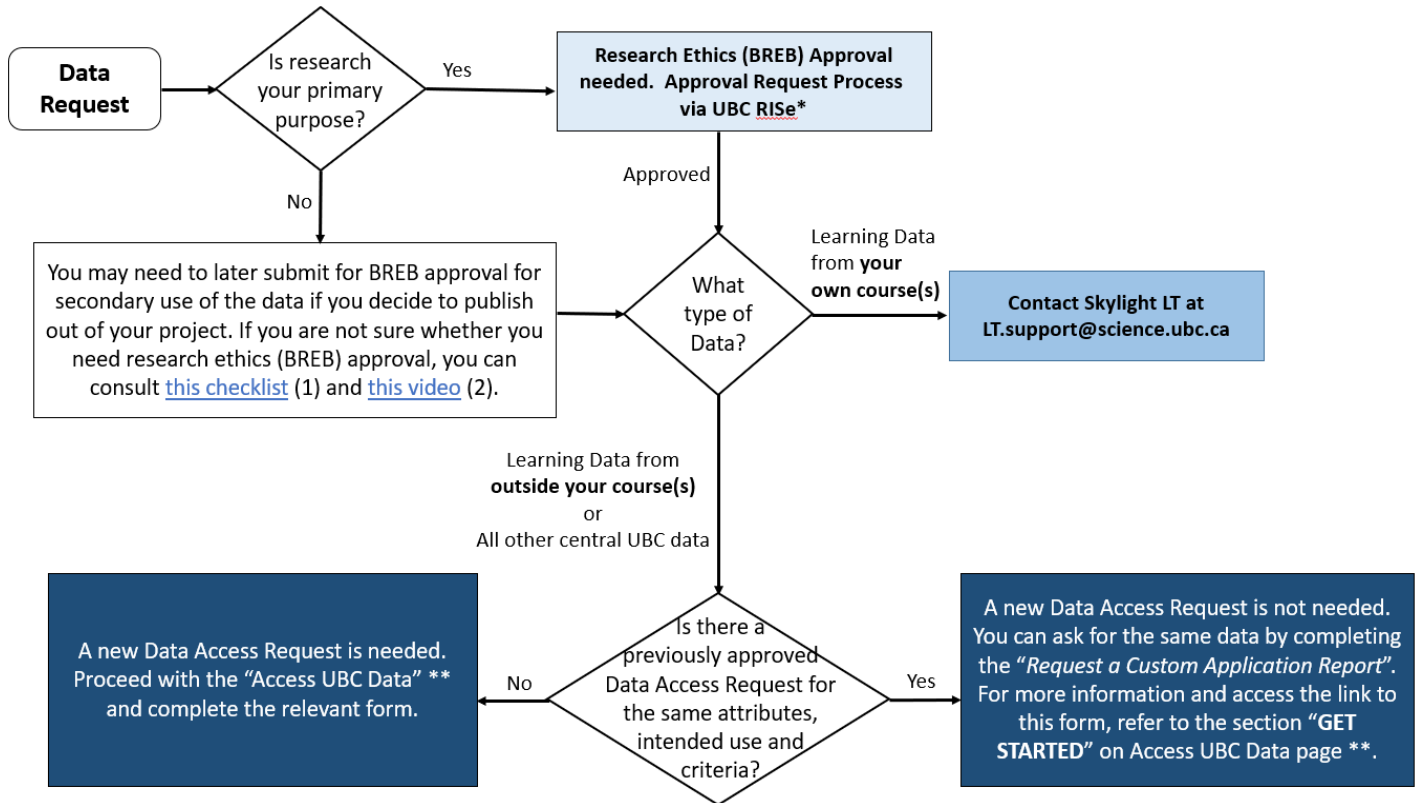 Data
Request
Is research
your primary
purpose?
Yes
Research Ethics (BREB) Approval
needed.  Approval Request Process
via UBC RISe*
No
Approved
You may need to later submit for BREB approval for
secondary use of the data if you decide to publish
out of your project. If you are not sure whether you
need research ethics (BREB) approval, you can
consult this checklist (1) and this video (2).
What
type of
Data?
Learning Data
from your
own course(s)
Contact Skylight LT at
LT.support@science.ubc.ca
Learning Data from
outside your course(s)
or
All other central UBC data
A new Data Access Request is needed.
Proceed with the “Access UBC Data” **
and complete the relevant form.
No
Is there a
previously approved
Data Access Request for
the same attributes,
intended use and
criteria?
Yes
A new Data Access Request is not needed.
You can ask for the same data by completing
the “Request a Custom Application Report”.
For more information and access the link to
this form, refer to the section “GET
STARTED” on Access UBC Data page **.